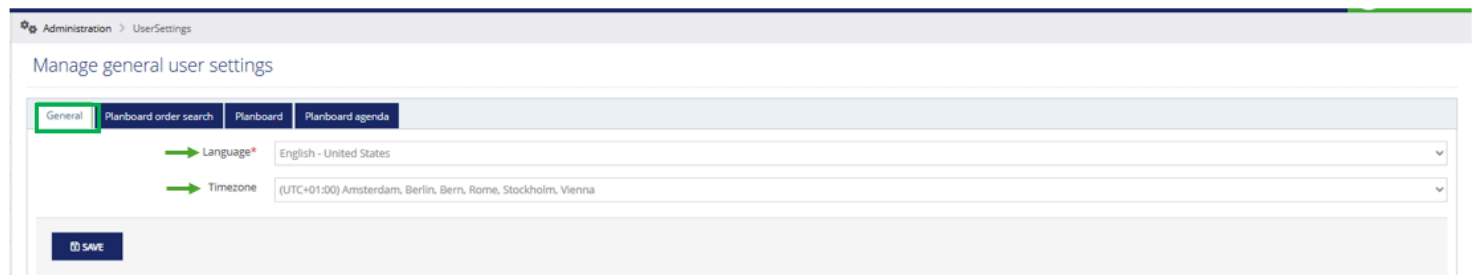 Administration > UserSettings
Manage general user settings
General Planboard order search Planboard Planboard agenda
Language* English - United States
Timezone (UTC+01:00) Amsterdam, Berlin, Bern, Rome, Stockholm, Vienna
SAVE